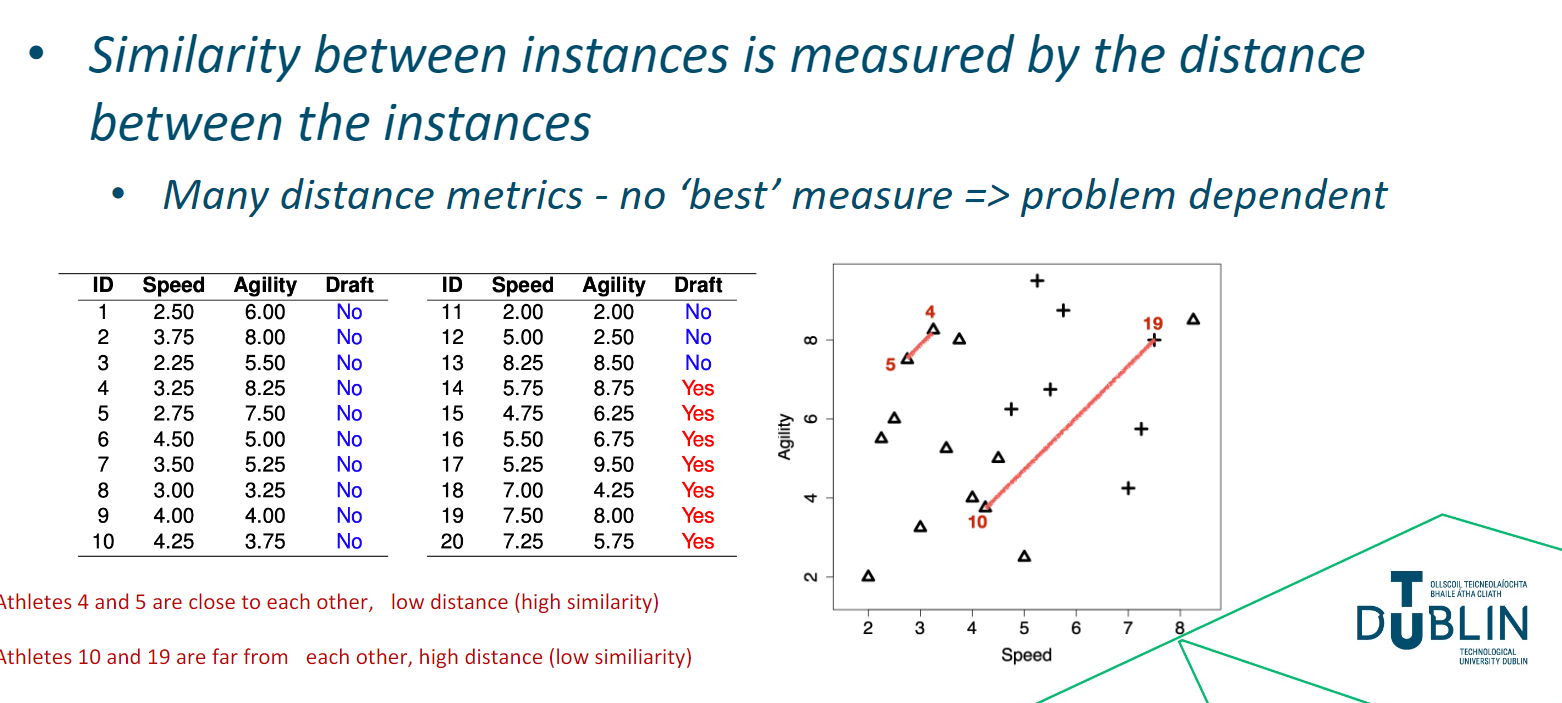 • Similarity between instances is measured by the distance
between the instances
• Many distance metrics - no ‘best’ measure => problem dependent
ID Speed Agility Draft ID Speed Agility Draft
1 2.50 6.00 No 11 2.00 2.00 No
2 3.75 8.00 No 12 5.00 2.50 No
3 2.25 5.50 No 13 8.25 8.50 No
4 3.25 8.25 No 14 5.75 8.75 Yes
5 2.75 7.50 No 15 4.75 6.25 Yes
6 4.50 5.00 No 16 5.50 6.75 Yes
7 3.50 5.25 No 17 5.25 9.50 Yes
8 3.00 3.25 No 18 7.00 4.25 Yes
9 4.00 4.00 No 19 7.50 8.00 Yes
10 4.25 3.75 No 20 7.25 5.75 Yes
Athletes 4 and 5 are close to each other, low distance (high similarity)
Athletes 10 and 19 are far from each other, high distance (low similiarity)
4
19
5
10
Agility
8
6
4
2
2 3 4 5 6 7 8
Speed
OLLSCOIL TEICNEOLAÍOCHTA
BHAILE ÁTHA CLIATH
TU DUBLIN
TECHNOLOGICAL
UNIVERSITY DUBLIN